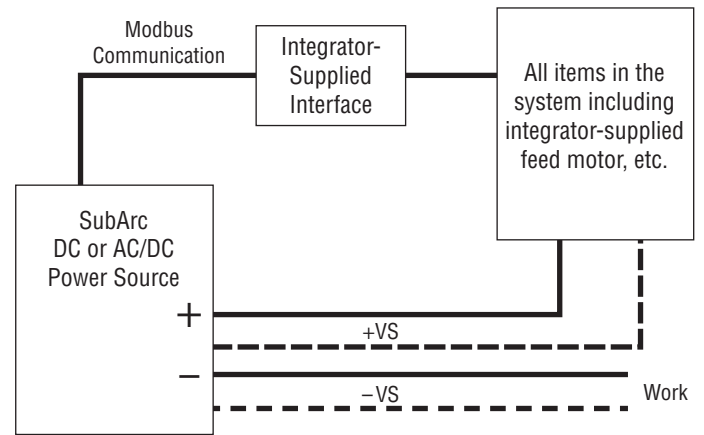 Modbus
Communication
Integrator-
Supplied
Interface
All items in the
system including
integrator-supplied
feed motor, etc.
SubArc
DC or AC/DC
Power Source
+
+VS
−
−VS
Work